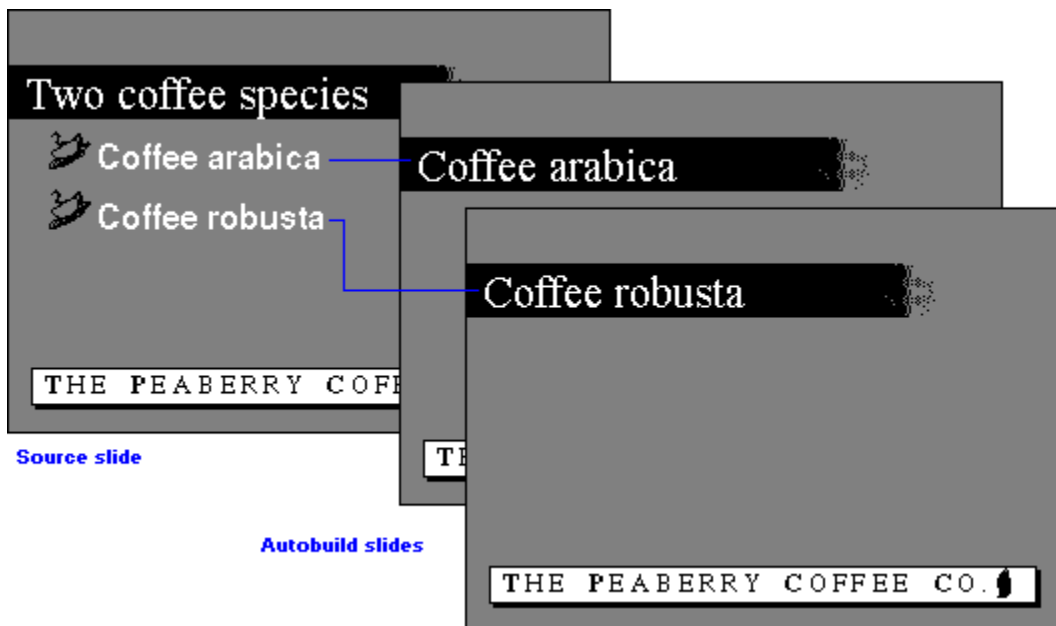 Two coffee species
Coffee arabica
Coffee robusta
THE PEABERRY COFF
Source slide
Coffee arabica
TH
Autobuild slides
Coffee robusta
THE PEABERRY COFFEE CO.